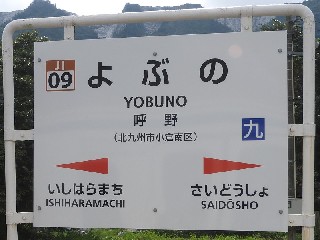 JI
09
よぶの
YOBUNO
呼野
(北九州市小倉南区)
九
いしはらまち
ISHIHARAMACHI
さいどうしょ
SAIDŌSHO